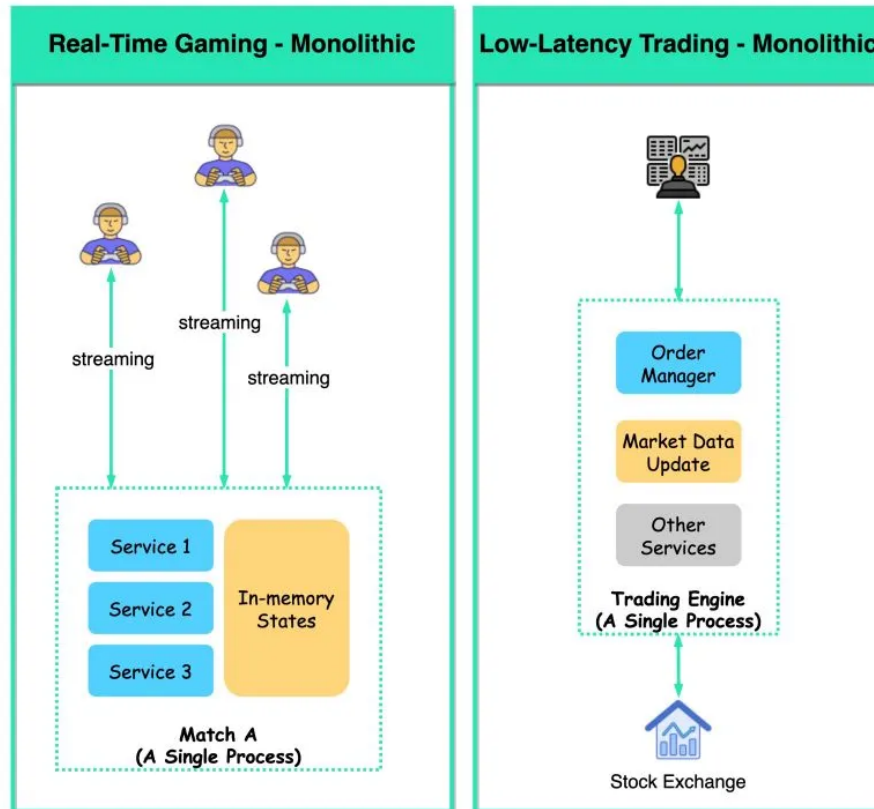 Real-Time Gaming - Monolithic
streaming
streaming
streaming
Service 1
Service 2
Service 3
In-memory
States
Match A
(A Single Process)
Low-Latency Trading - Monolithic
Order
Manager
Market Data
Update
Other
Services
Trading Engine
(A Single Process)
Stock Exchange